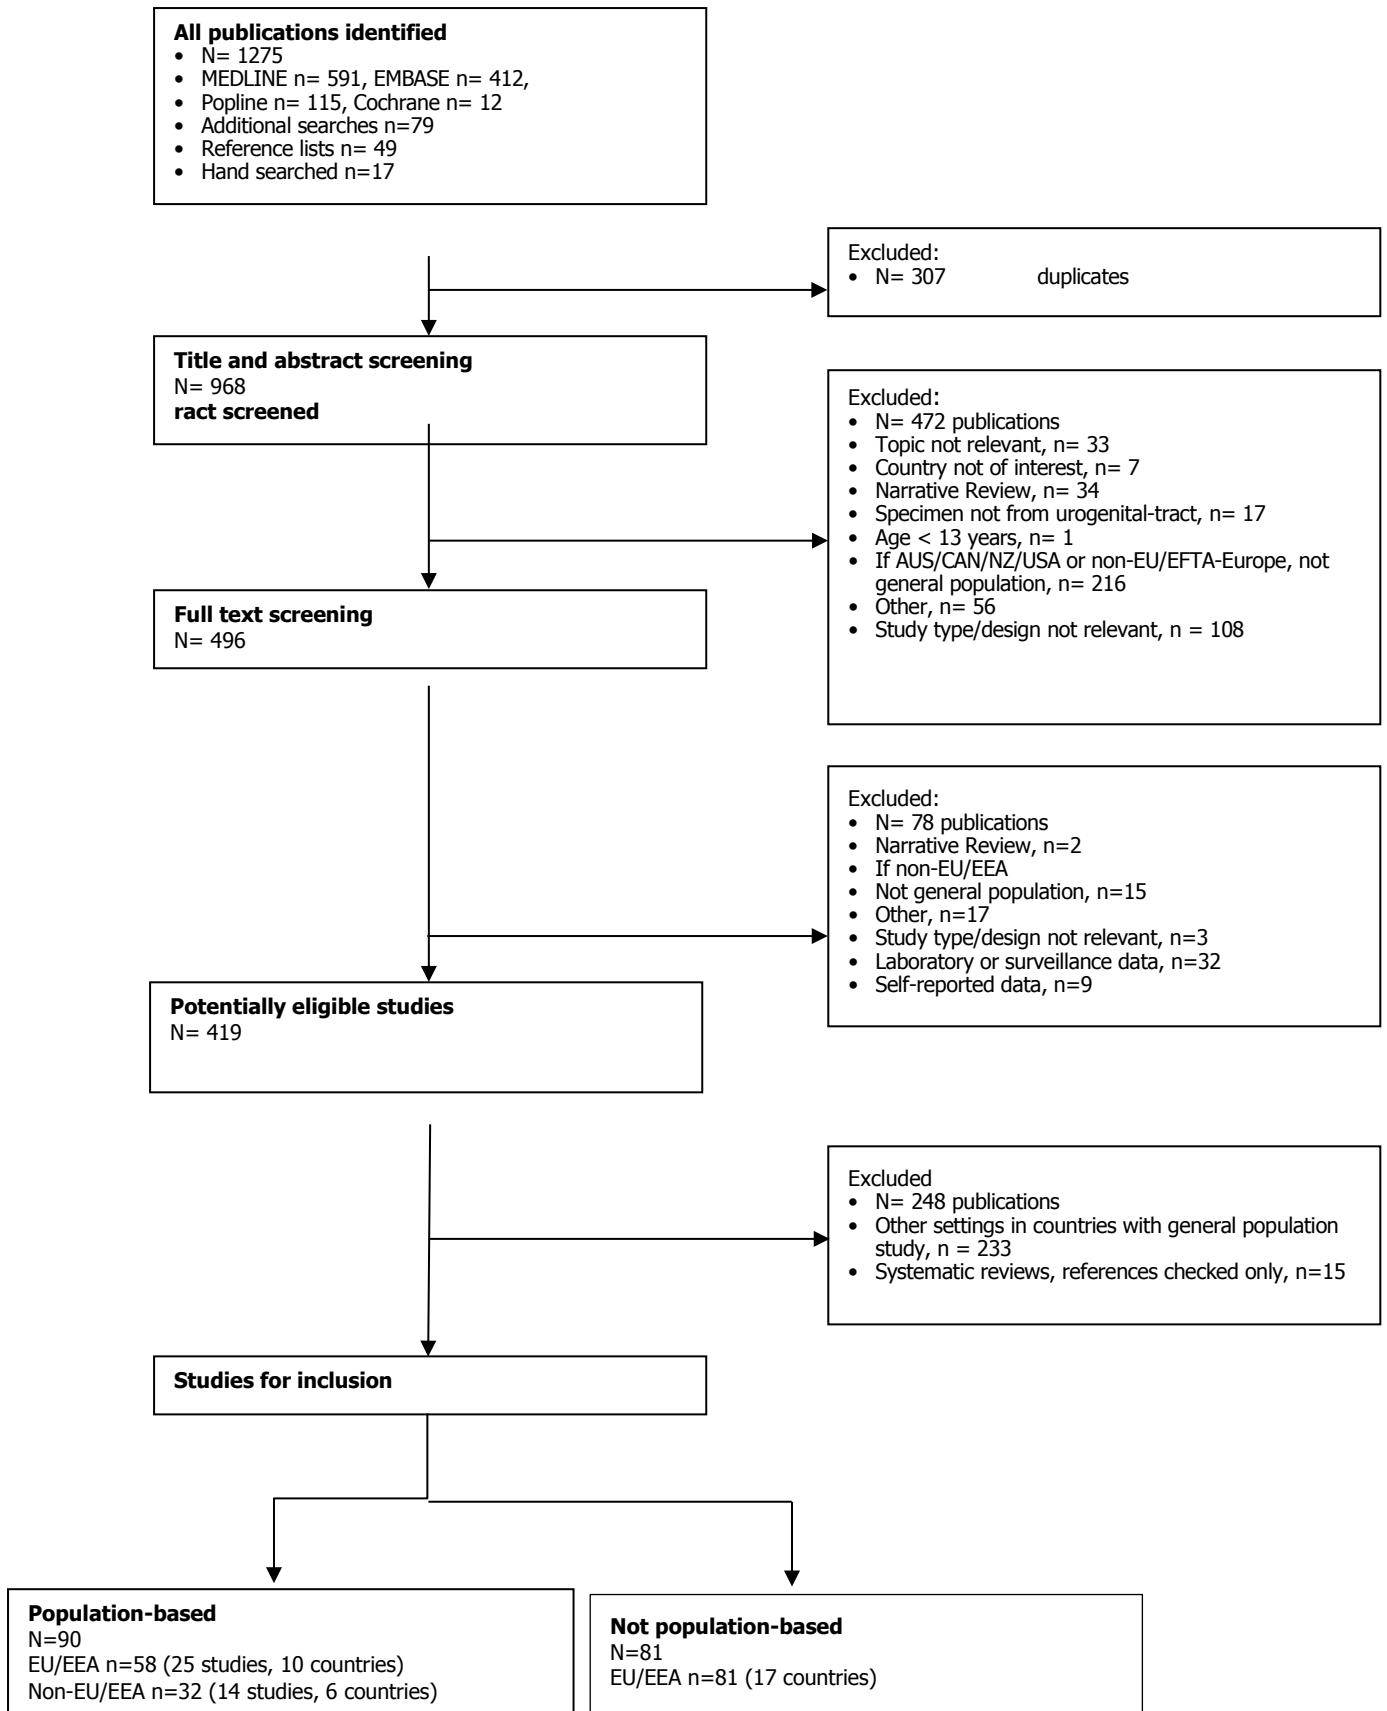 All publications identified
• N= 1275
• MEDLINE n= 591, EMBASE n= 412,
• Popline n= 115, Cochrane n= 12
• Additional searches n=79
• Reference lists n= 49
• Hand searched n=17
Excluded:
• N= 307 duplicates
Title and abstract screening
N= 968
ract screened
Excluded:
• N= 472 publications
• Topic not relevant, n= 33
• Country not of interest, n= 7
• Narrative Review, n= 34
• Specimen not from urogenital-tract, n= 17
• Age < 13 years, n= 1
• If AUS/CAN/NZ/USA or non-EU/EFTA-Europe, not
general population, n= 216
• Other, n= 56
• Study type/design not relevant, n = 108
Full text screening
N= 496
Excluded:
• N= 78 publications
• Narrative Review, n=2
• If non-EU/EEA
• Not general population, n=15
• Other, n=17
• Study type/design not relevant, n=3
• Laboratory or surveillance data, n=32
• Self-reported data, n=9
Potentially eligible studies
N= 419
Excluded
• N= 248 publications
• Other settings in countries with general population
study, n = 233
• Systematic reviews, references checked only, n=15
Studies for inclusion
Population-based
N=90
EU/EEA n=58 (25 studies, 10 countries)
Non-EU/EEA n=32 (14 studies, 6 countries)
Not population-based
N=81
EU/EEA n=81 (17 countries)